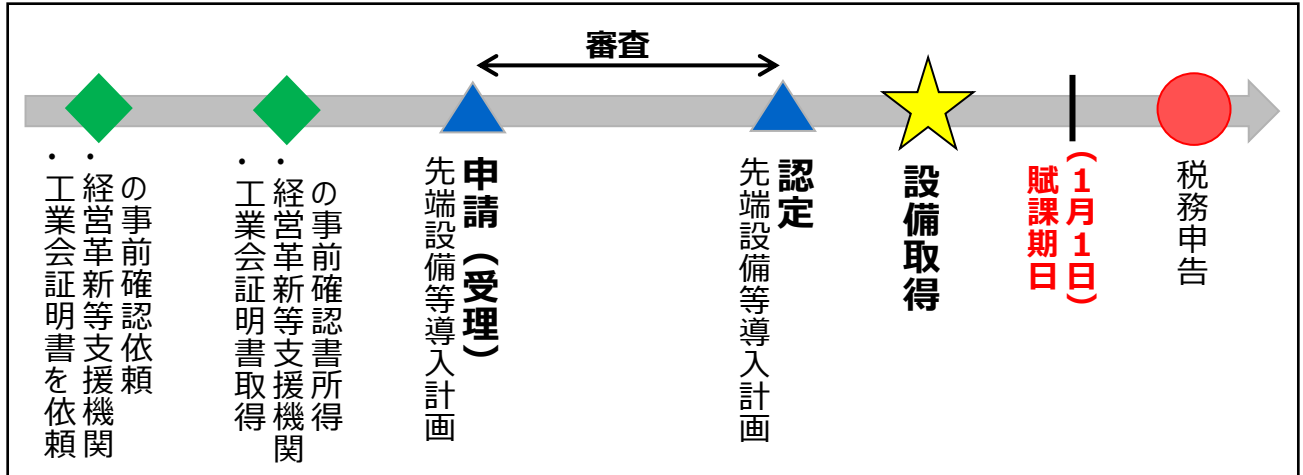 審査
・工業会証明書を依頼
・経営革新等支援機関
の事前確認依頼
・工業会証明書取得
・経営革新等支援機関
の事前確認書所得
先端設備等導入計画
申請（受理）
先端設備等導入計画
認定
設備取得
賦課期日
（1月1日）
税務申告